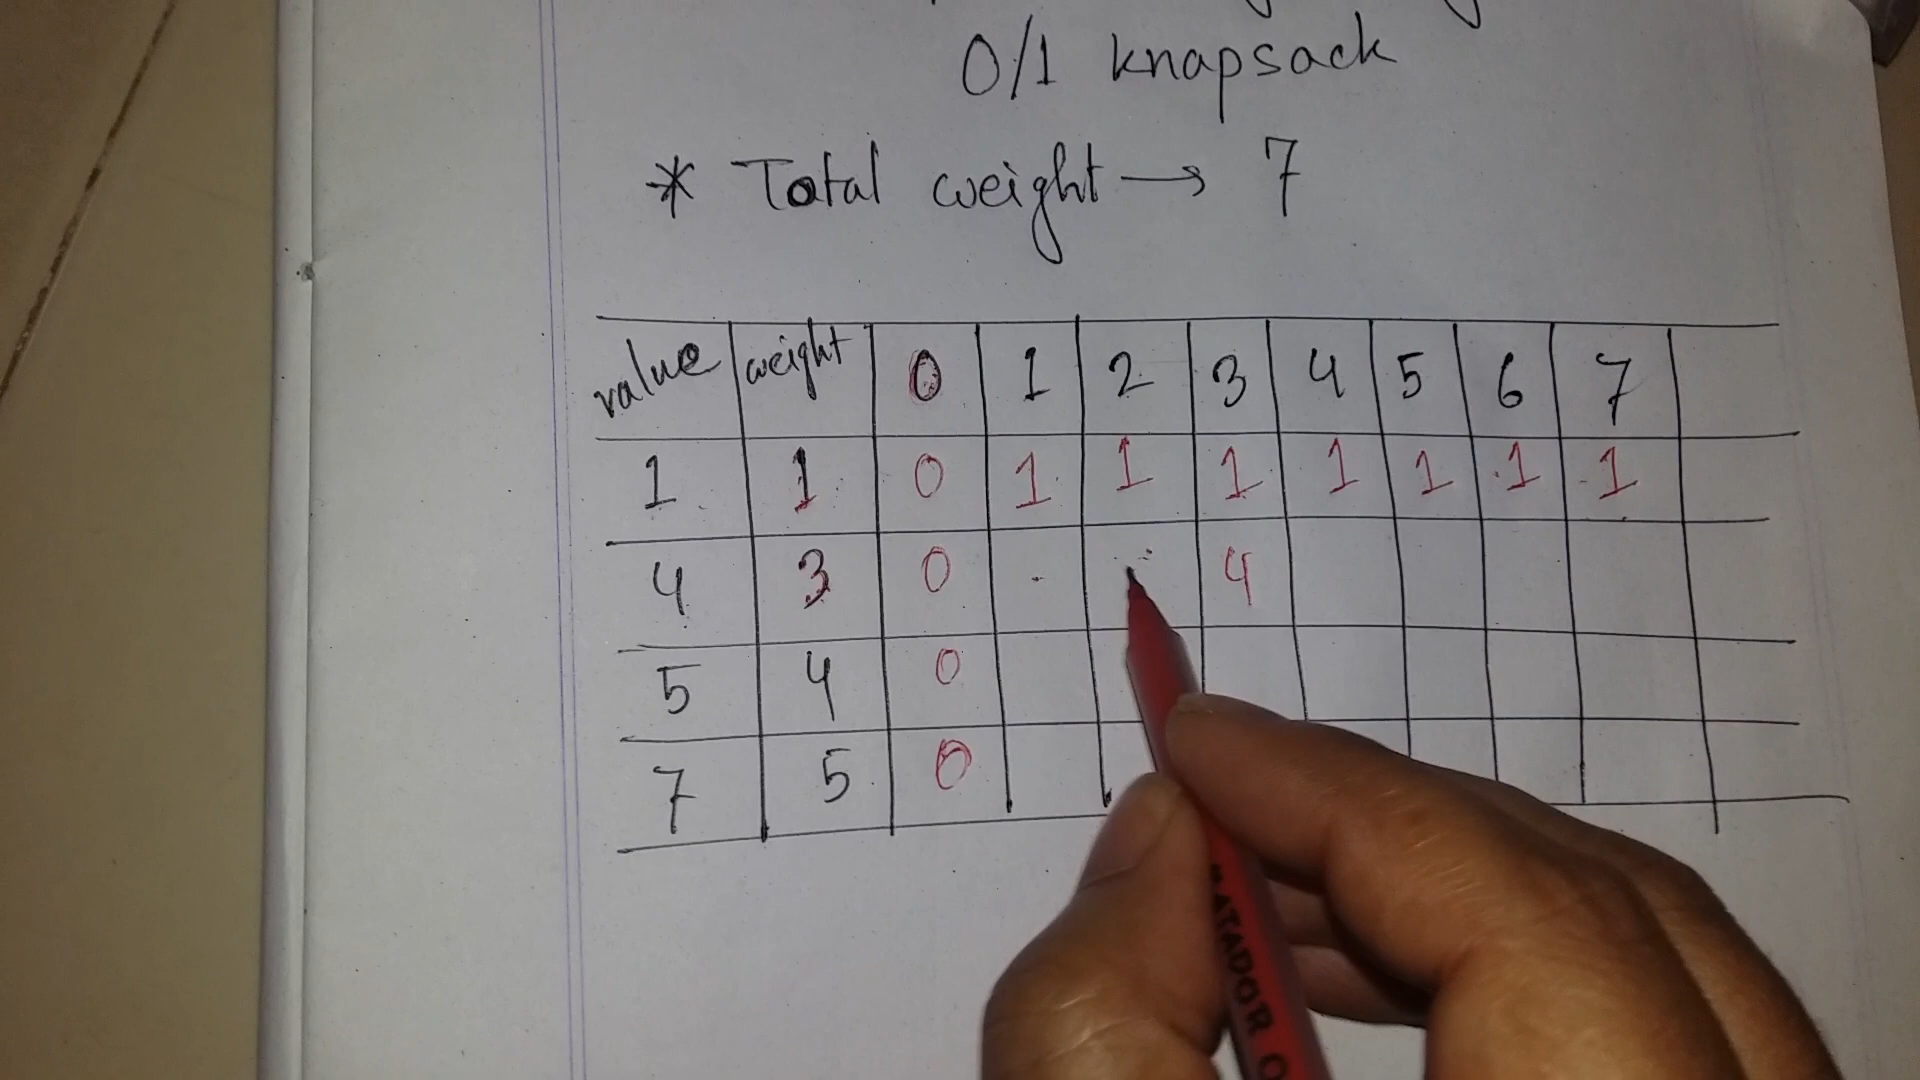 0/1 knapsack
* Total weight → 7
value weight 0 1 2 3 4 5 6 7
1 1 0 1 1 1 1 1 1 1
4 3 0 4
5 4 0
7 5 0
MATADOR